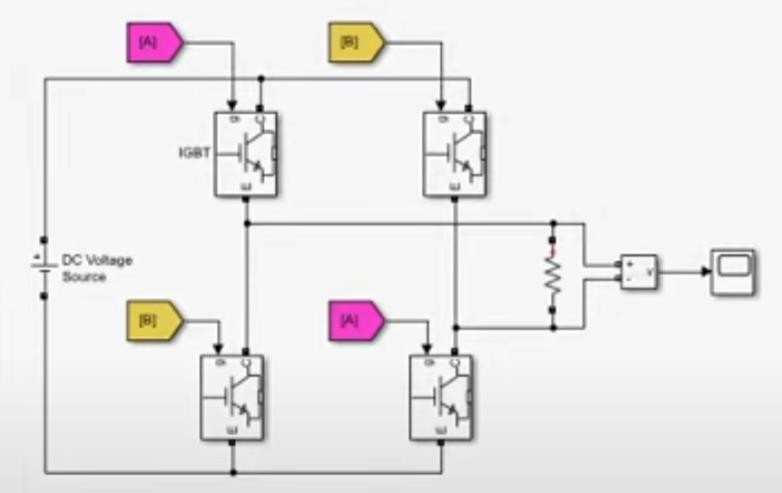 [A]
[B]
g
C
g
C
IGBT
E
E
+
DC Voltage
Source
+
-
v
[B]
[A]
g
C
g
C
E
E